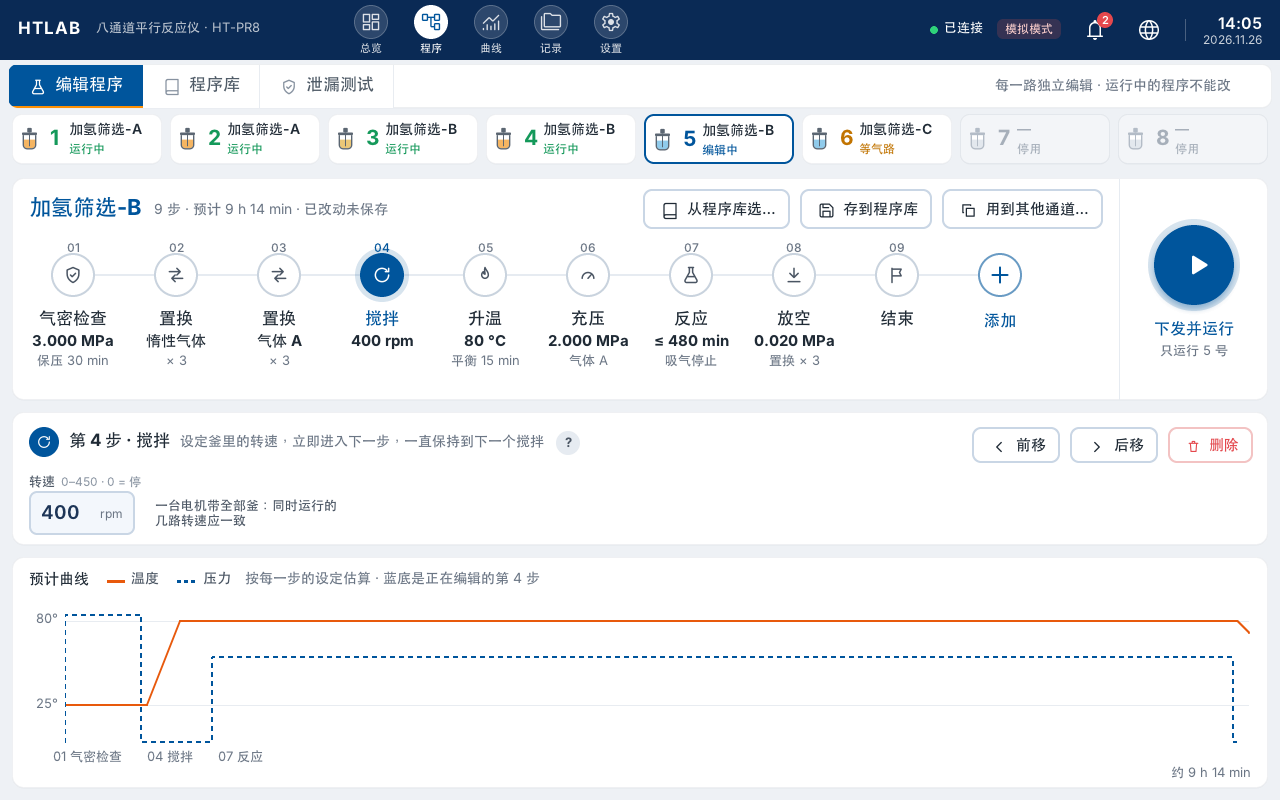 HTLAB 八通道平行反应仪 · HT-PR8
总览 程序 曲线 记录 设置
已连接 模拟模式 2 14:05
2026.11.26
编辑程序 程序库 泄漏测试 每一路独立编辑 · 运行中的程序不能改
1 加氢筛选-A 运行中
2 加氢筛选-A 运行中
3 加氢筛选-B 运行中
4 加氢筛选-B 运行中
5 加氢筛选-B 编辑中
6 加氢筛选-C 等气路
7 — 停用
8 — 停用
加氢筛选-B 9 步 · 预计 9 h 14 min · 已改动未保存 从程序库选... 存到程序库 用到其他通道...
01 02 03 04 05 06 07 08 09
气密检查 置换 置换 搅拌 升温 充压 反应 放空 结束 添加
3.000 MPa 惰性气体 气体 A 400 rpm 80 °C 2.000 MPa ≤ 480 min 0.020 MPa
保压 30 min × 3 × 3 平衡 15 min 气体 A 吸气停止 置换 × 3
下发并运行
只运行 5 号
第 4 步 · 搅拌 设定釜里的转速，立即进入下一步，一直保持到下一个搅拌 ? 前移 后移 删除
转速 0–450 · 0 = 停
400 rpm
一台电机带全部釜：同时运行的
几路转速应一致
预计曲线 温度 压力 按每一步的设定估算 · 蓝底是正在编辑的第 4 步
80°
25°
01 气密检查 04 搅拌 07 反应
约 9 h 14 min